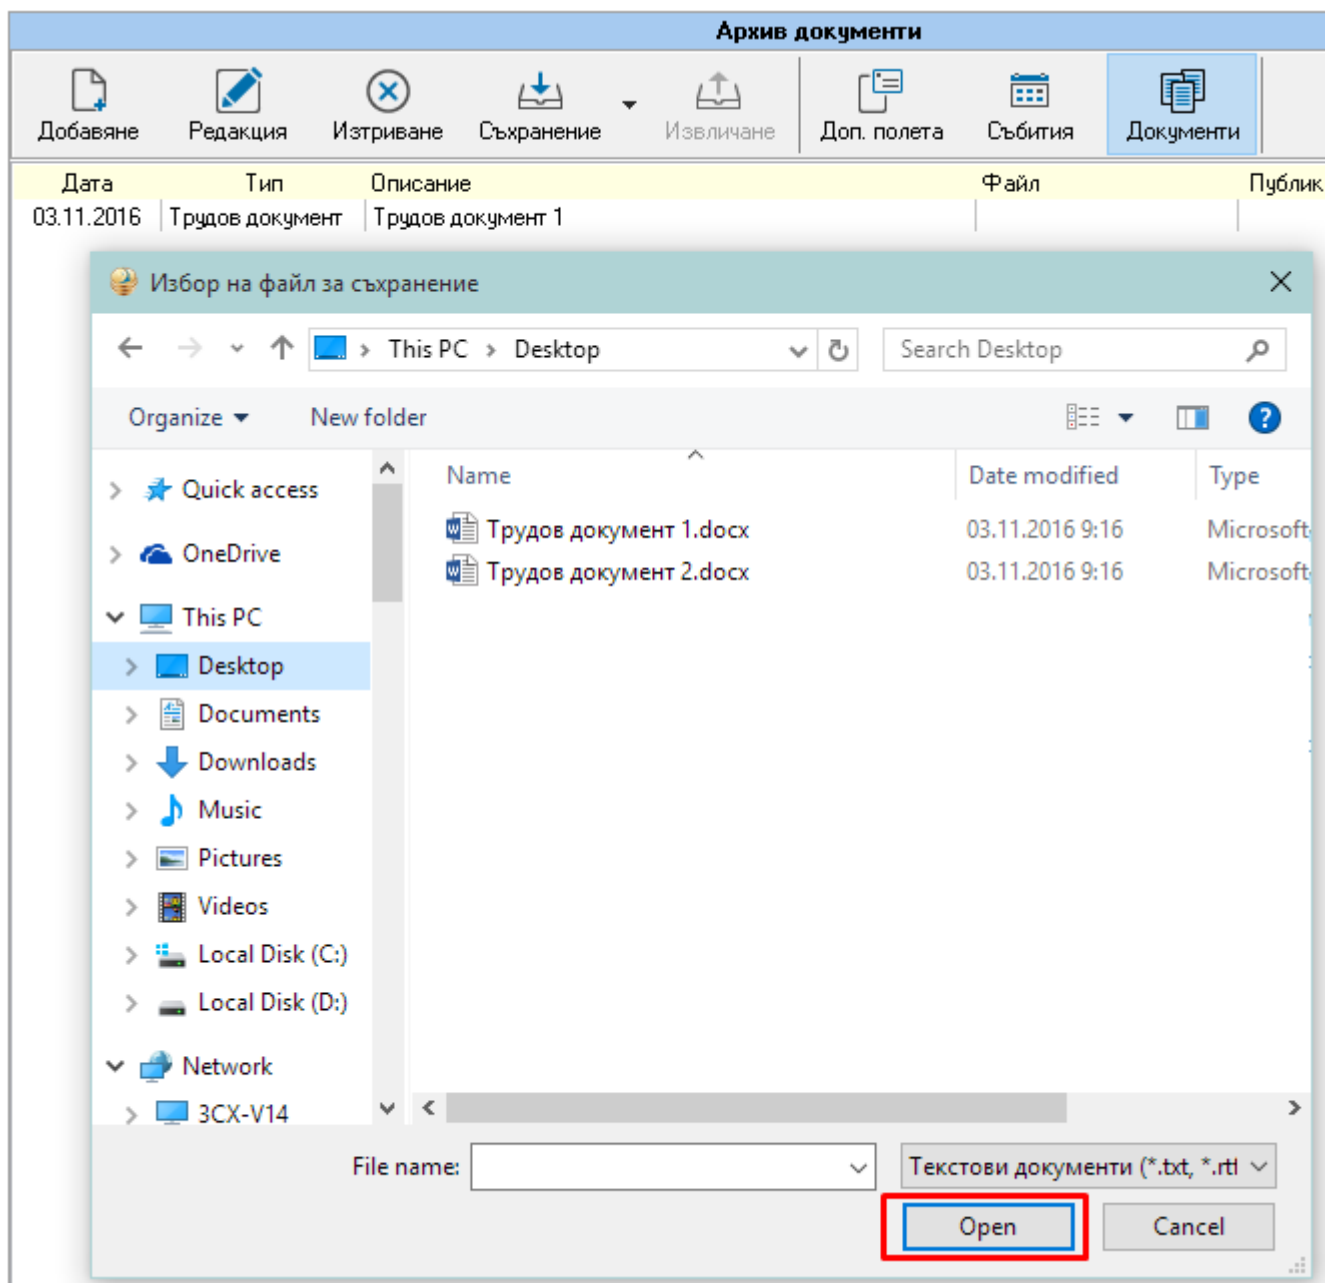 Архив документи
Добавяне Редакция Изтриване Съхранение Извличане Доп. полета Събития Документи
Дата Тип Описание Файл Публик
03.11.2016 Трудов документ Трудов документ 1
Избор на файл за съхранение
This PC > Desktop Search Desktop
Organize New folder
Name Date modified Type
Quick access
Трудов документ 1.docx 03.11.2016 9:16 Microsoft
OneDrive
Трудов документ 2.docx 03.11.2016 9:16 Microsoft
This PC
Desktop
Documents
Downloads
Music
Pictures
Videos
Local Disk (C:)
Local Disk (D:)
Network
3CX-V14
File name: Текстови документи (*.txt, *.rtf
Open Cancel